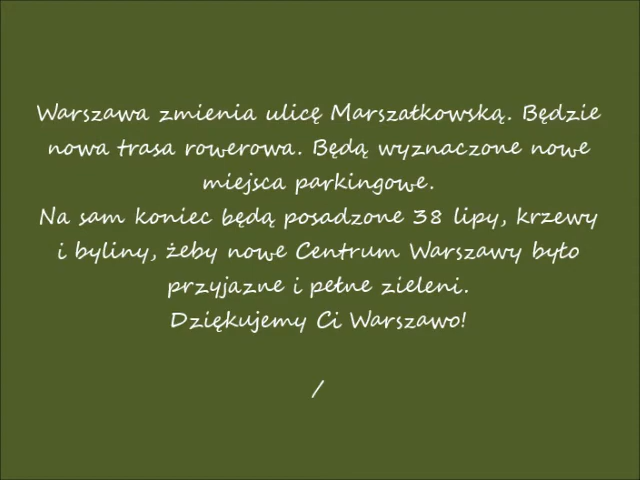 Warszawa zmienia ulicę Marszałkowską. Będzie
nowa trasa rowerowa. Będą wyznaczone nowe
miejsca parkingowe.
Na sam koniec będą posadzone 38 lipy, krzewy
i byliny, żeby nowe Centrum Warszawy było
przyjazne i pełne zieleni.
Dziękujemy Ci Warszawo!
/